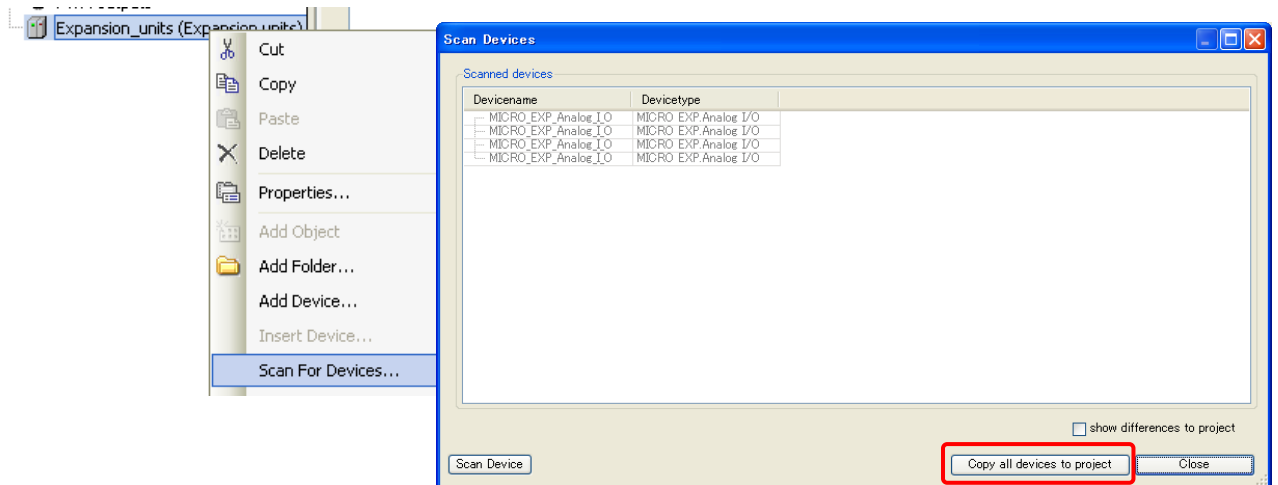 Expansion_units (Expansion units)
Cut
Copy
Paste
Delete
Properties...
Add Object
Add Folder...
Add Device...
Insert Device...
Scan For Devices...
Scan Devices
Scanned devices
Devicename Devicetype
MICRO_EXP_Analog_I_O MICRO EXP.Analog I/O
MICRO_EXP_Analog_I_O MICRO EXP.Analog I/O
MICRO_EXP_Analog_I_O MICRO EXP.Analog I/O
MICRO_EXP_Analog_I_O MICRO EXP.Analog I/O
show differences to project
Scan Device Copy all devices to project Close